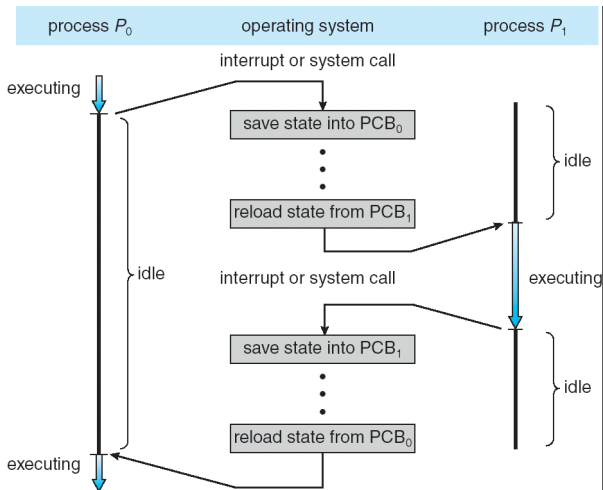 process P0
operating system
process P1
interrupt or system call
executing
save state into PCB0
idle
reload state from PCB1
idle
interrupt or system call
executing
save state into PCB1
idle
reload state from PCB0
executing